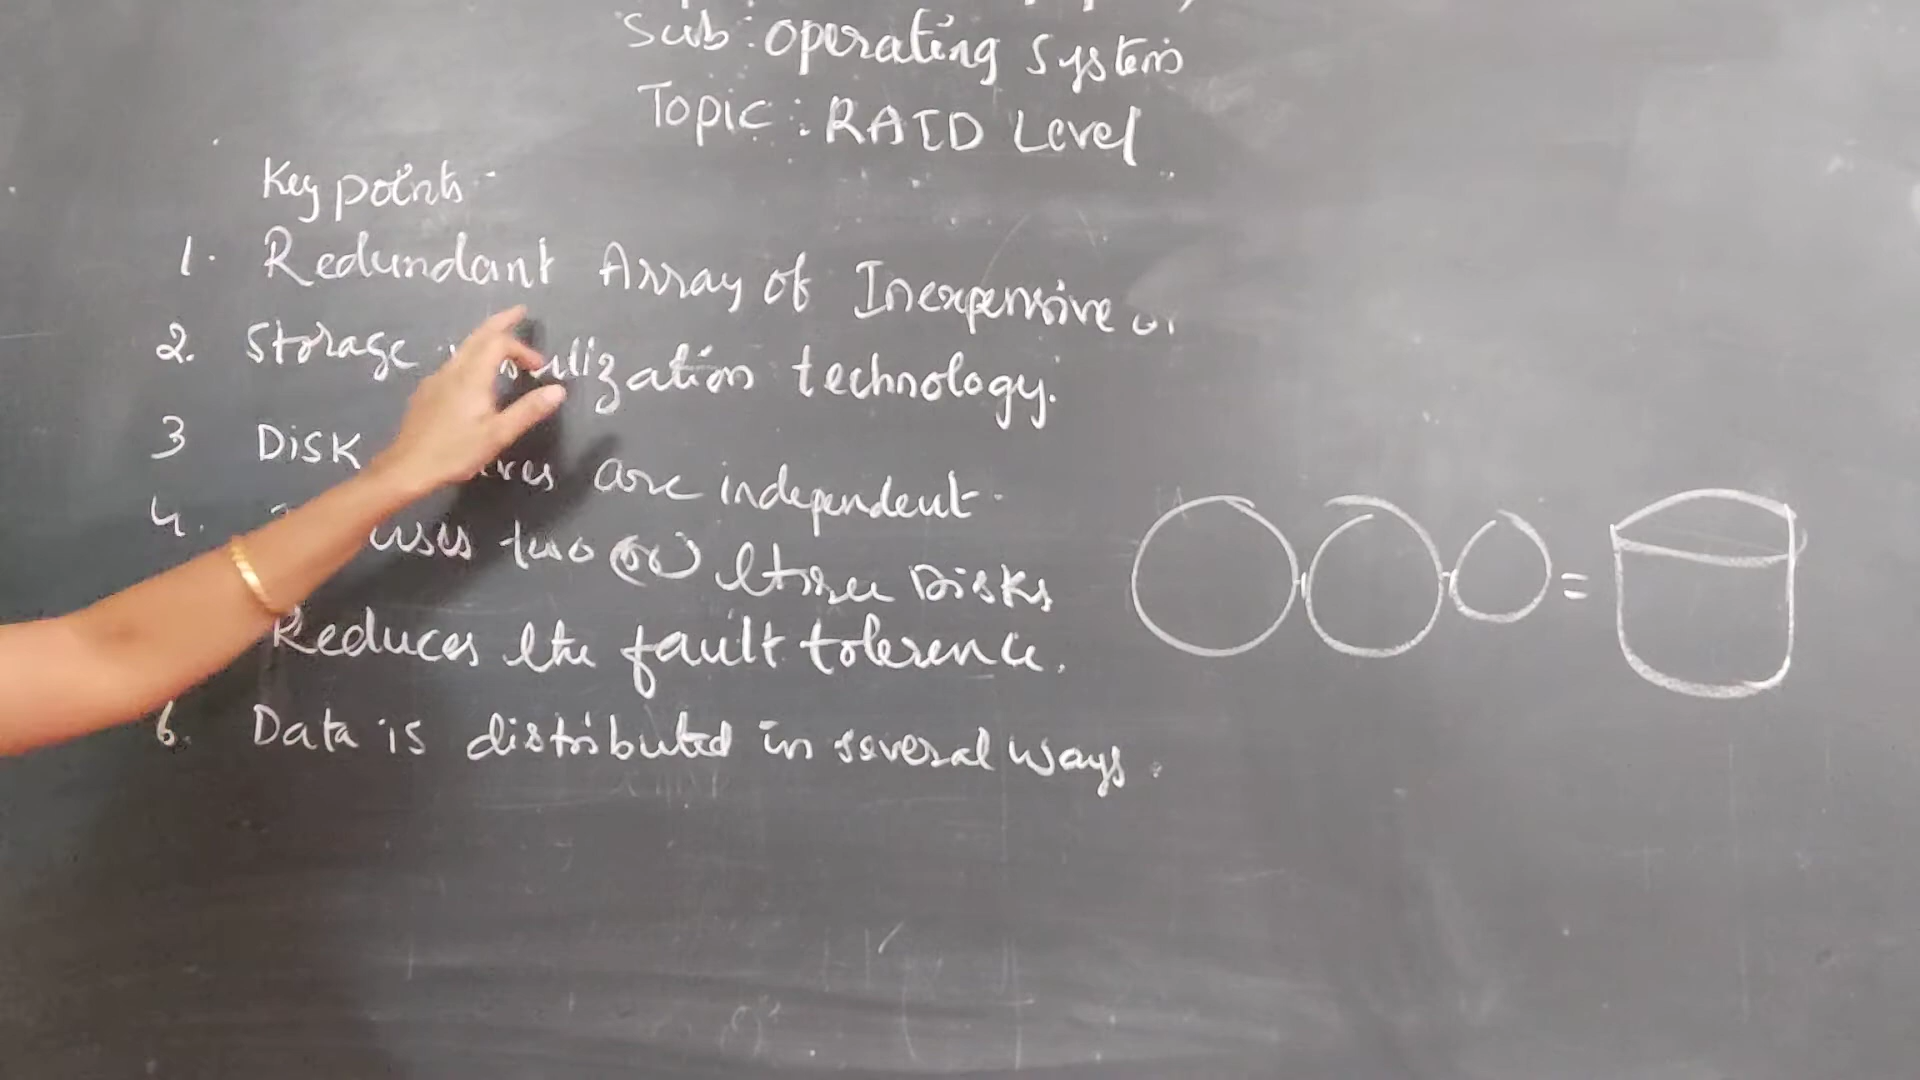 Sub : Operating System
Topic : RAID Level
Key points -
1. Redundant Array of Inexpensive or
2. Storage technology.
3 Disk are independent.
4. uses two (or) three Disks
Reduces the fault tolerence.
6. Data is distributed in several ways.
=